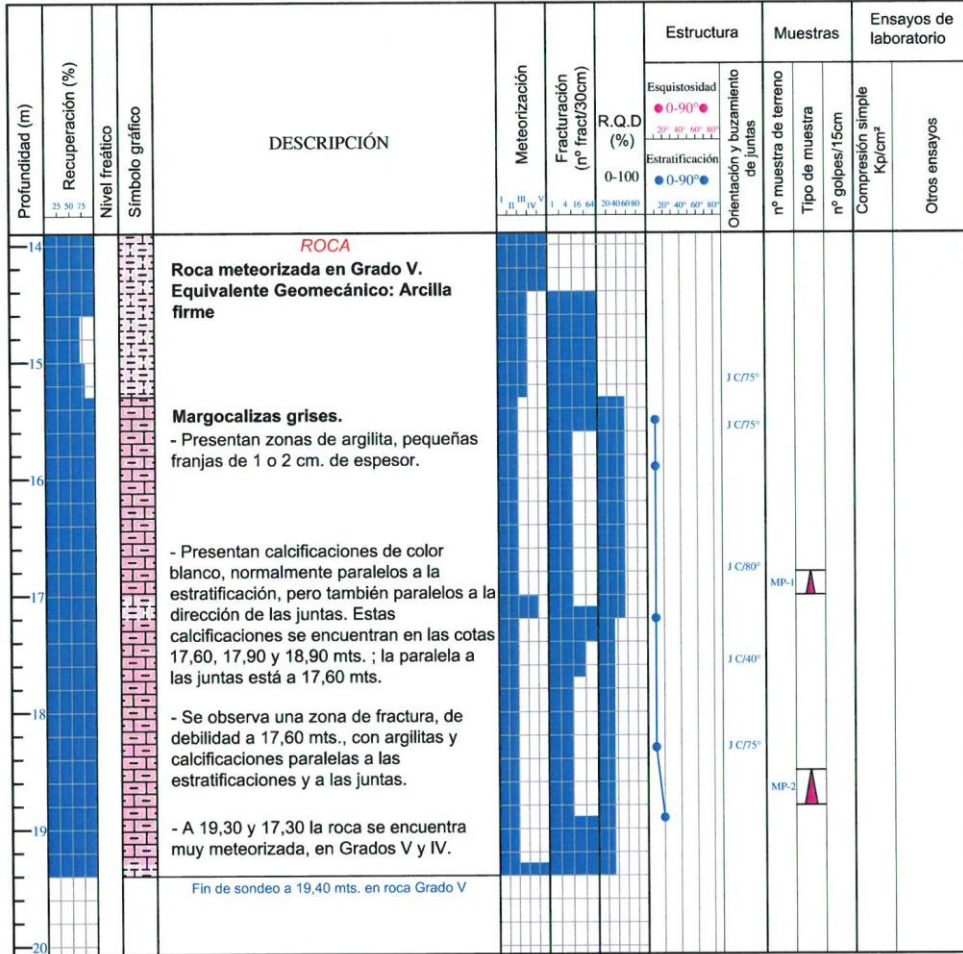 Profundidad (m)
Recuperación (%)
25 50 75
Nivel freático
Símbolo gráfico
DESCRIPCIÓN
Meteorización
I II III IV V
Fracturación
(nº fract/30cm)
1 4 16 64
R.Q.D
(%)
0-100
20 40 60 80
Estructura
Esquistosidad
0-90°
20° 40° 60° 80°
Estratificación
0-90°
20° 40° 60° 80°
Orientación y buzamiento
de juntas
Muestras
nº muestra de terreno
Tipo de muestra
nº golpes/15cm
Ensayos de
laboratorio
Compresión simple
Kp/cm²
Otros ensayos
14
15
16
17
18
19
20
ROCA
Roca meteorizada en Grado V.
Equivalente Geomecánico: Arcilla
firme
Margocalizas grises.
- Presentan zonas de argilita, pequeñas
franjas de 1 o 2 cm. de espesor.
- Presentan calcificaciones de color
blanco, normalmente paralelos a la
estratificación, pero también paralelos a la
dirección de las juntas. Estas
calcificaciones se encuentran en las cotas
17,60, 17,90 y 18,90 mts. ; la paralela a
las juntas está a 17,60 mts.
- Se observa una zona de fractura, de
debilidad a 17,60 mts., con argilitas y
calcificaciones paralelas a las
estratificaciones y a las juntas.
- A 19,30 y 17,30 la roca se encuentra
muy meteorizada, en Grados V y IV.
Fin de sondeo a 19,40 mts. en roca Grado V
J C/75°
J C/75°
J C/80°
J C/40°
J C/75°
MP-1
MP-2